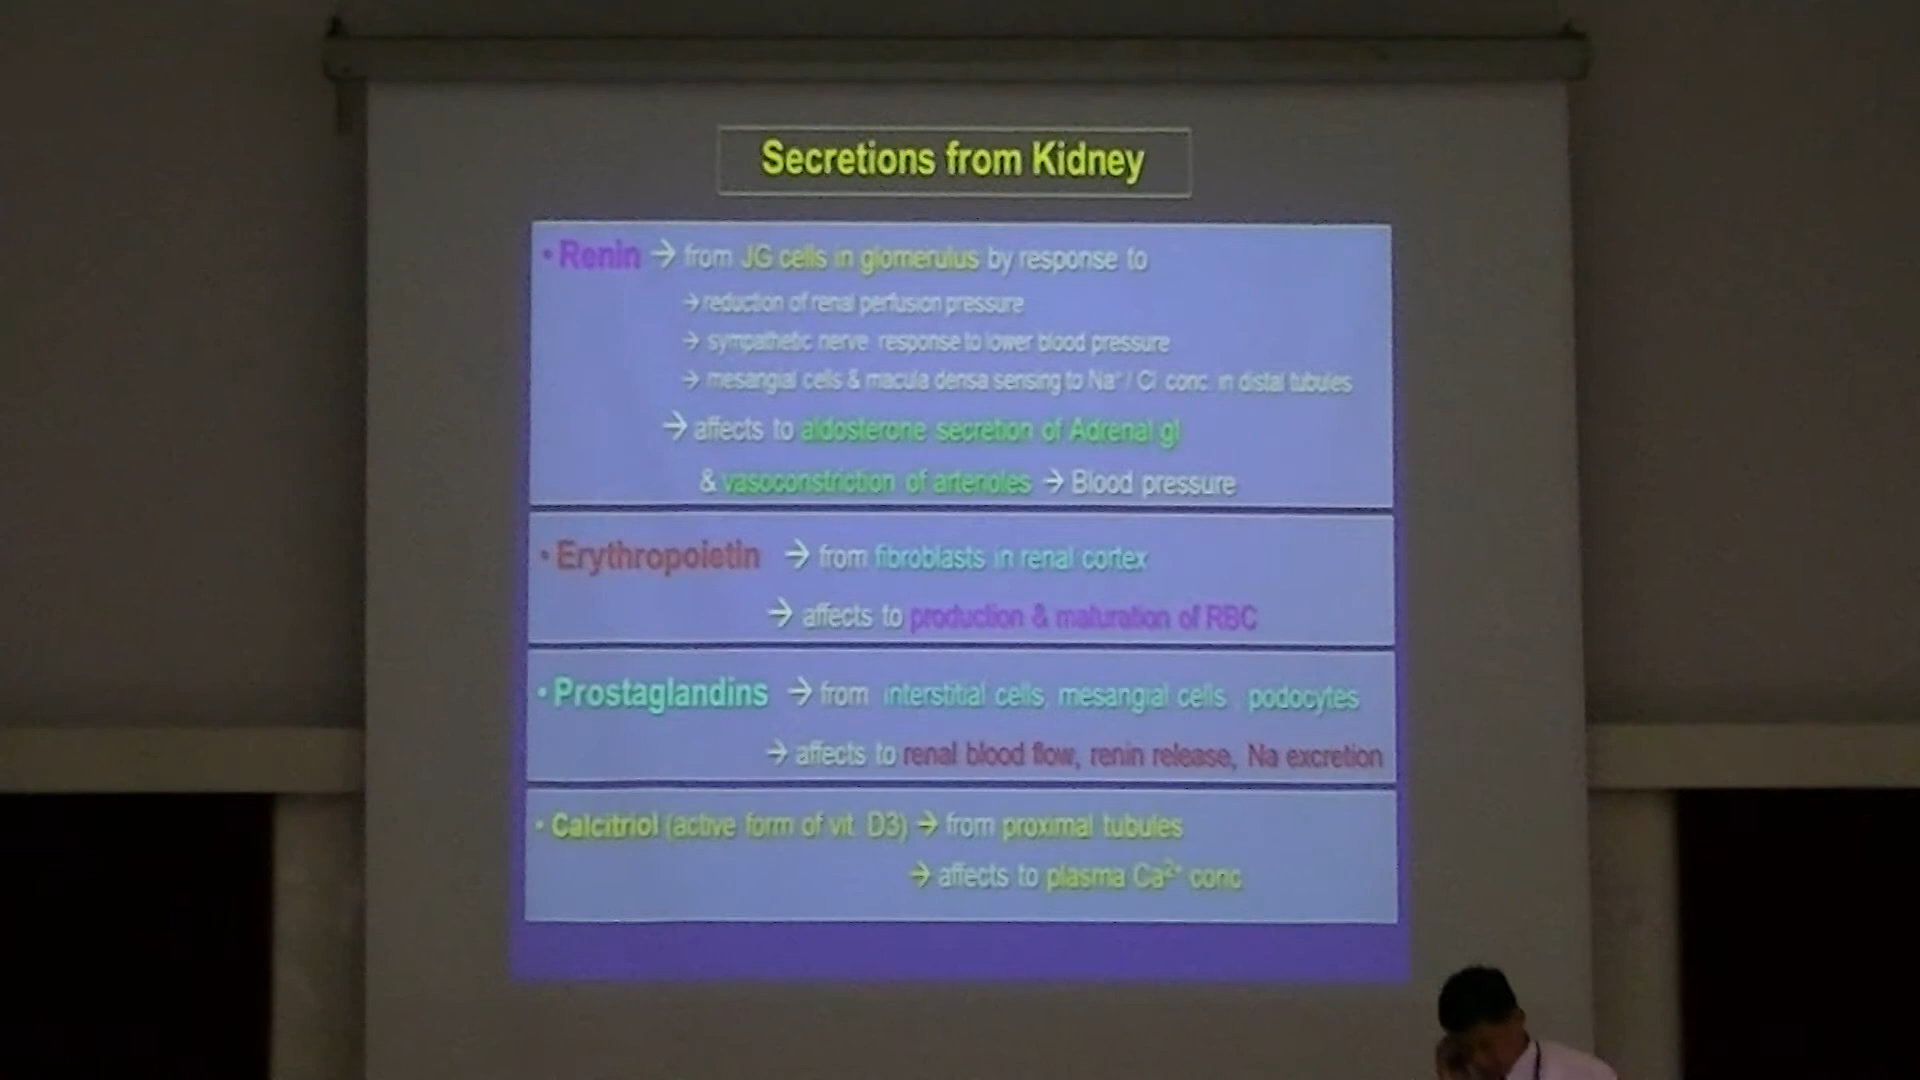 Secretions from Kidney
• Renin → from JG cells in glomerulus by response to
→ reduction of renal perfusion pressure
→ sympathetic nerve response to lower blood pressure
→ mesangial cells & macula densa sensing to Na⁺ / Cl conc. in distal tubules
→ affects to aldosterone secretion of Adrenal gl
& vasoconstriction of arterioles → Blood pressure
• Erythropoietin → from fibroblasts in renal cortex
→ affects to production & maturation of RBC
• Prostaglandins → from interstitial cells, mesangial cells, podocytes
→ affects to renal blood flow, renin release, Na excretion
• Calcitriol (active form of vit D3) → from proximal tubules
→ affects to plasma Ca²⁺ conc